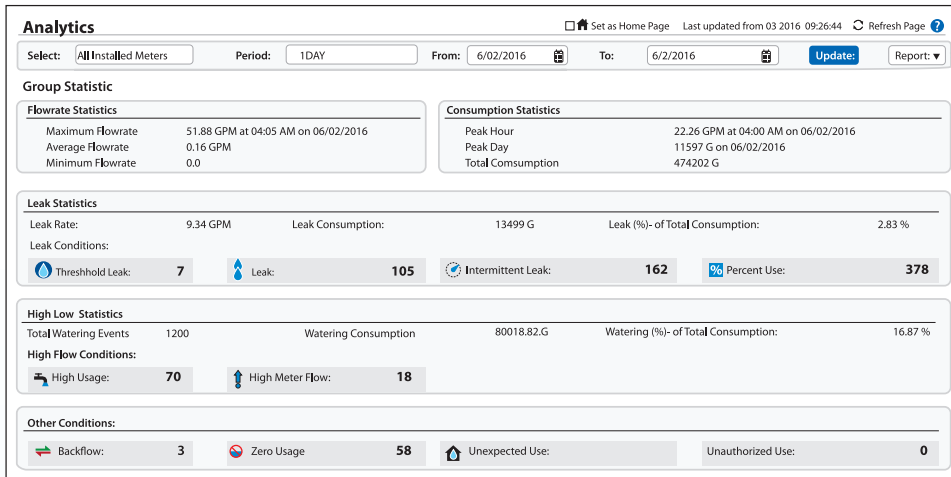 Analytics
Set as Home Page Last updated from 03 2016 09:26:44 Refresh Page ?
Select: All Installed Meters Period: 1DAY From: 6/02/2016 To: 6/2/2016 Update: Report: ▼
Group Statistic
Flowrate Statistics
Maximum Flowrate 51.88 GPM at 04:05 AM on 06/02/2016
Average Flowrate 0.16 GPM
Minimum Flowrate 0.0
Consumption Statistics
Peak Hour 22.26 GPM at 04:00 AM on 06/02/2016
Peak Day 11597 G on 06/02/2016
Total Comsumption 474202 G
Leak Statistics
Leak Rate: 9.34 GPM Leak Consumption: 13499 G Leak (%)- of Total Consumption: 2.83 %
Leak Conditions:
Threshhold Leak: 7 Leak: 105 Intermittent Leak: 162 % Percent Use: 378
High Low Statistics
Total Watering Events 1200 Watering Consumption 80018.82.G Watering (%)- of Total Consumption: 16.87 %
High Flow Conditions:
High Usage: 70 High Meter Flow: 18
Other Conditions:
Backflow: 3 Zero Usage 58 Unexpected Use: Unauthorized Use: 0